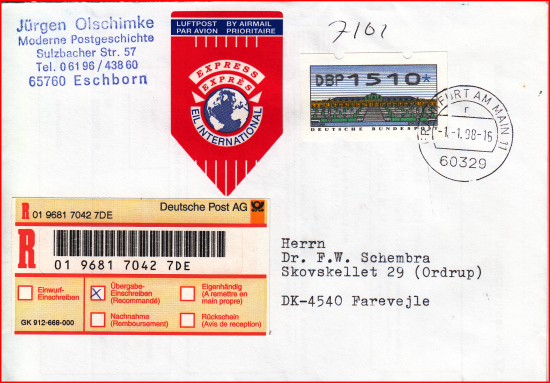 Jürgen Olschimke
Moderne Postgeschichte
Sulzbacher Str. 57
Tel. 06196/43860
65760 Eschborn
LUFTPOST BY AIRMAIL
PAR AVION PRIORITAIRE
EXPRESS
EXPRÈS
EIL INTERNATIONAL
7101
DBP 1510*
DEUTSCHE BUNDESPOST
FURT AM MAIN 11
r
-1.-1.98-16
60329
Deutsche Post AG
R 01 9681 7042 7DE
R
01 9681 7042 7DE
Einwurf-
Einschreiben
Übergabe-
Einschreiben
(Recommandé)
Eigenhändig
(A remettre en
main propre)
Nachnahme
(Remboursement)
Rückschein
(Avis de reception)
GK 912-668-000
Herrn
Dr. F.W. Schembra
Skovskellet 29 (Ordrup)
DK-4540 Farevejle